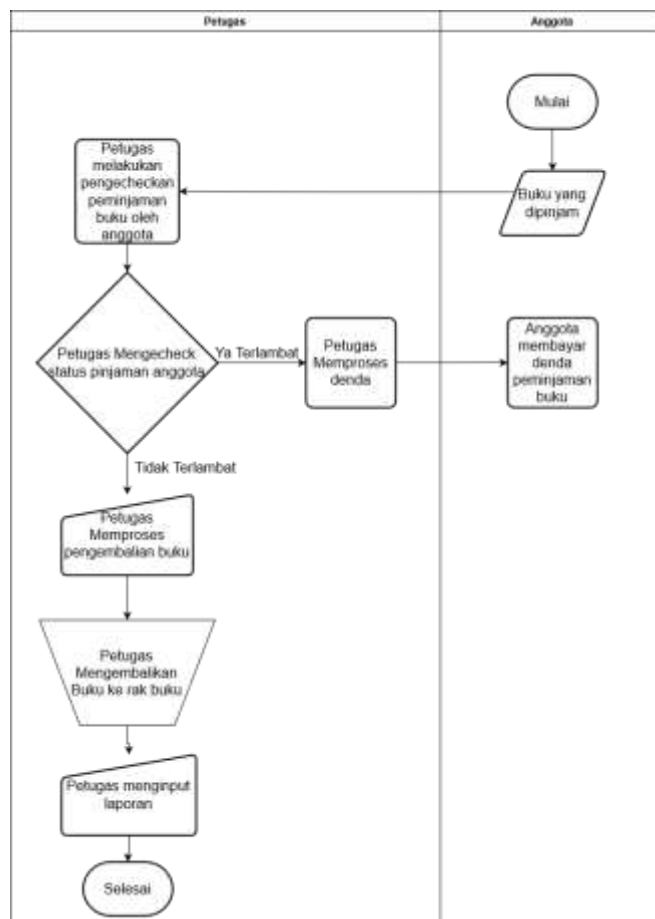 Petugas
Anggota
Mulai
Buku yang
dipinjam
Petugas
melakukan
pengecheckan
peminjaman
buku oleh
anggota
Petugas Mengecheck
status pinjaman anggota
Ya Terlambat
Petugas
Memproses
denda
Anggota
membayar
denda
peminjaman
buku
Tidak Terlambat
Petugas
Memproses
pengembalian buku
Petugas
Mengembalikan
Buku ke rak buku
Petugas menginput
laporan
Selesai